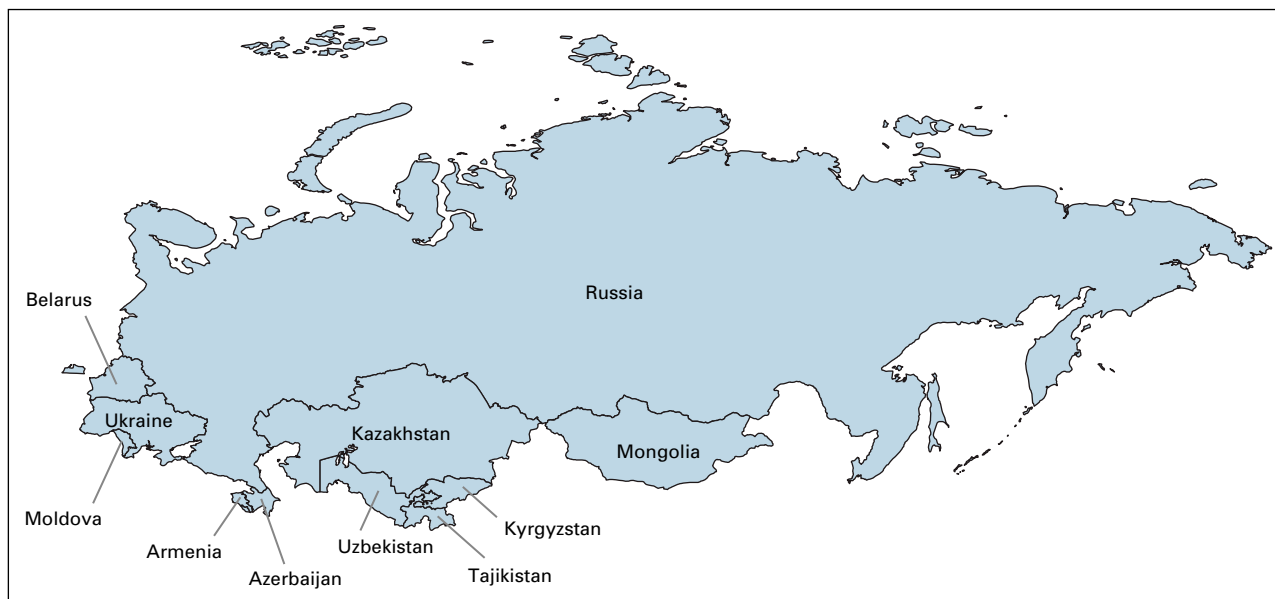 Russia
Belarus
Ukraine
Kazakhstan
Mongolia
Moldova
Kyrgyzstan
Armenia
Uzbekistan
Azerbaijan
Tajikistan